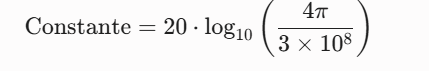 Constante = 20 · log₁₀ (4π / 3 × 10⁸)